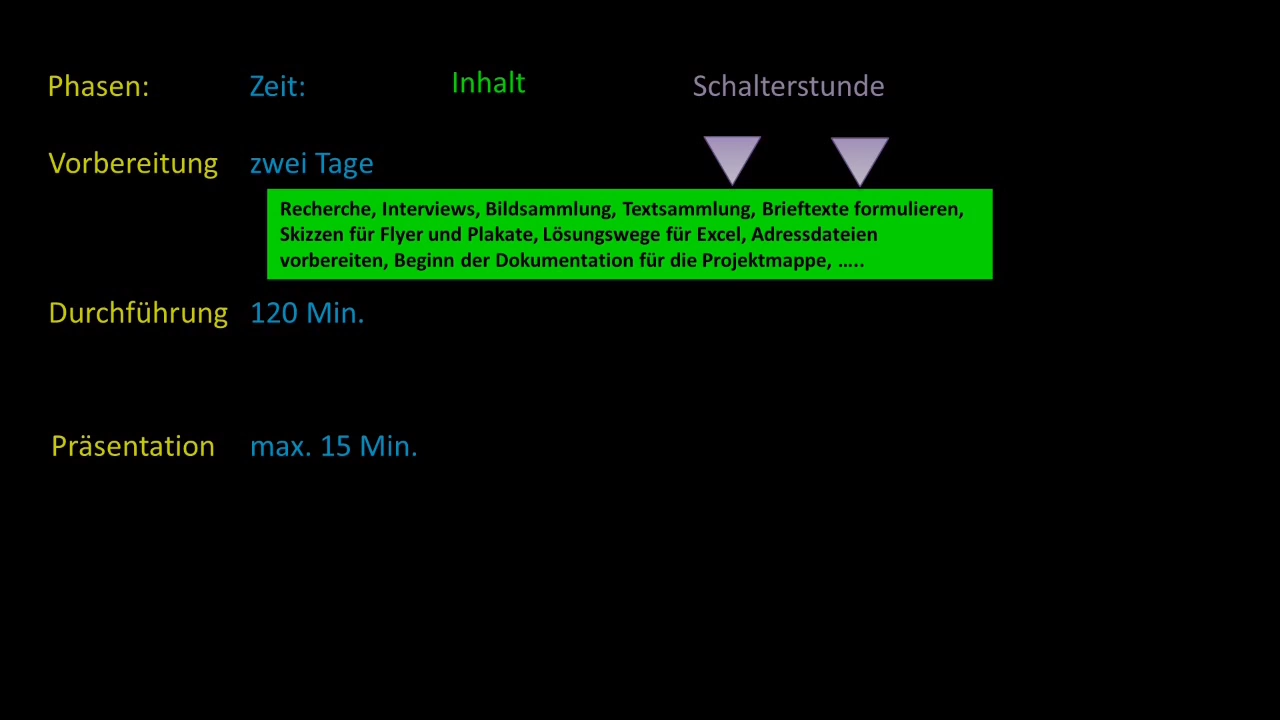 Phasen: Zeit: Inhalt Schalterstunde
Vorbereitung zwei Tage
Recherche, Interviews, Bildsammlung, Textsammlung, Brieftexte formulieren,
Skizzen für Flyer und Plakate, Lösungswege für Excel, Adressdateien
vorbereiten, Beginn der Dokumentation für die Projektmappe, …..
Durchführung 120 Min.
Präsentation max. 15 Min.